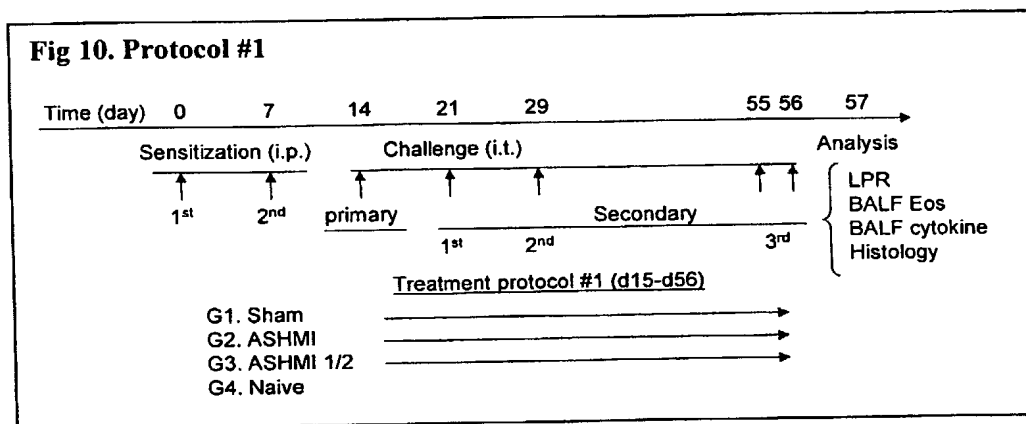 Fig 10. Protocol #1
Time (day) 0 7 14 21 29 55 56 57
Sensitization (i.p.) Challenge (i.t.) Analysis
1st 2nd primary Secondary
1st 2nd 3rd
LPR
BALF Eos
BALF cytokine
Histology
Treatment protocol #1 (d15-d56)
G1. Sham
G2. ASHMI
G3. ASHMI 1/2
G4. Naive